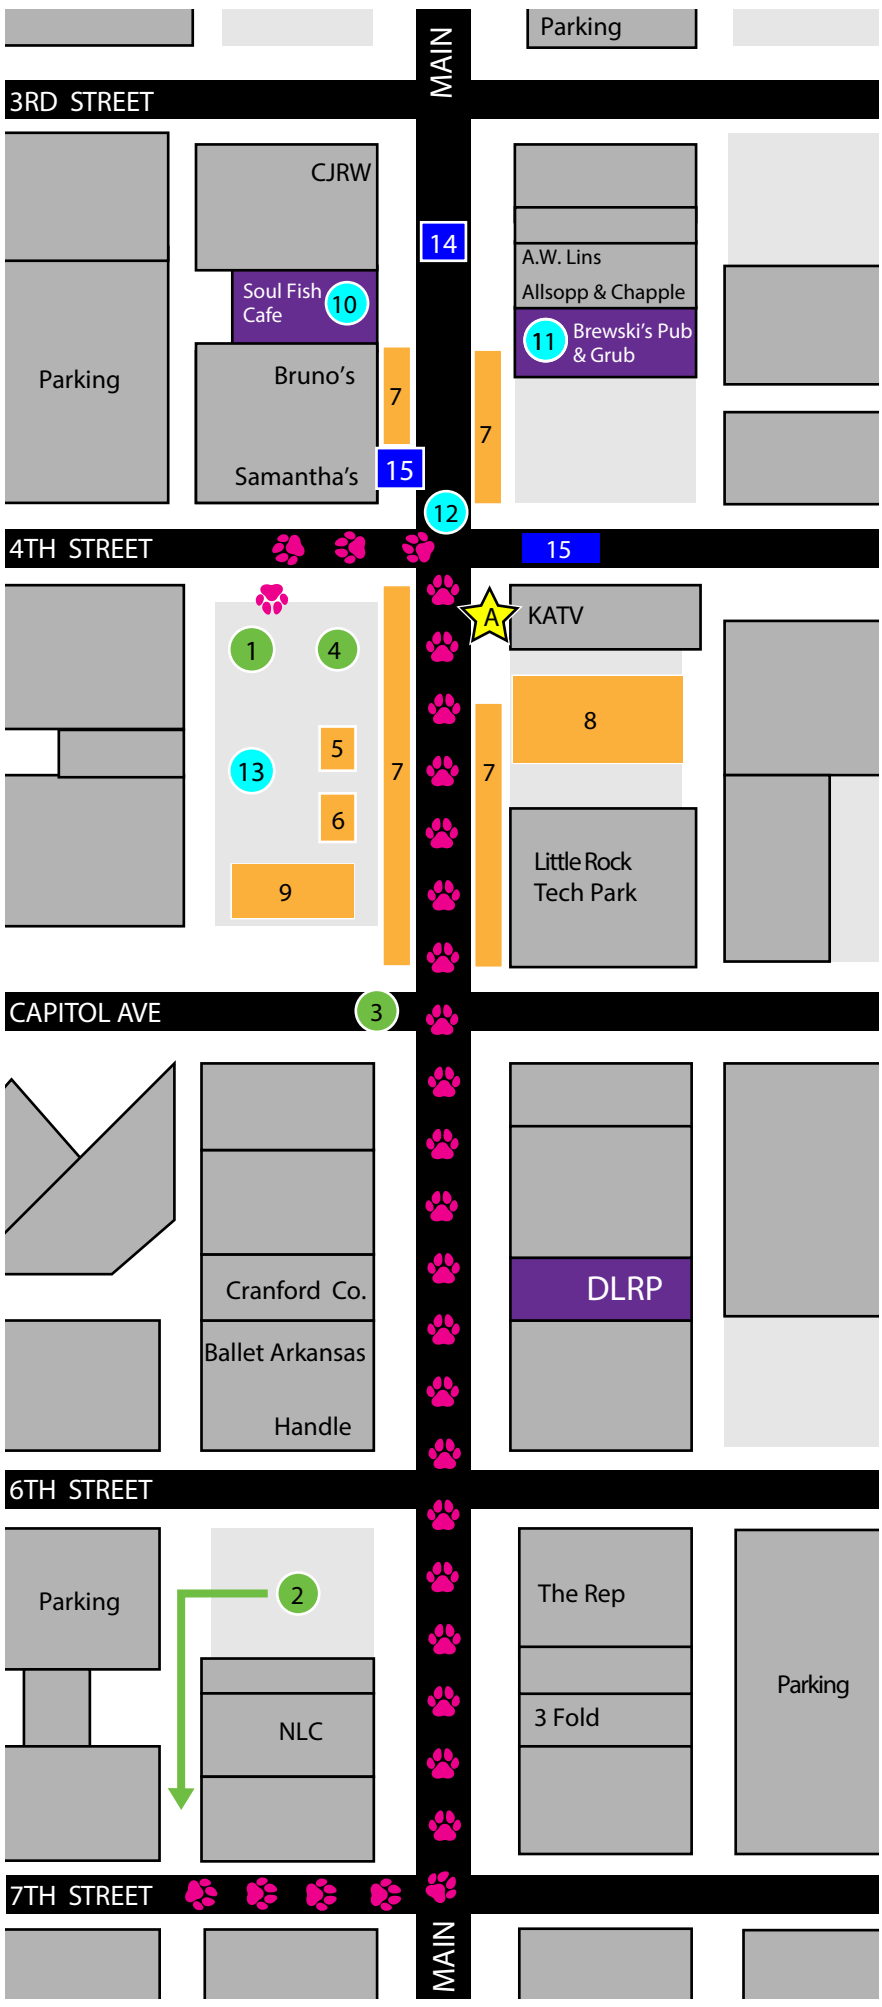 Parking
MAIN
3RD STREET
CJRW
14
A.W. Lins
Allsopp & Chapple
Soul Fish
Cafe
10
11
Brewski's Pub
& Grub
Parking
Bruno's
7
7
Samantha's
15
12
4TH STREET
15
A
KATV
1
4
8
5
13
7
7
6
Little Rock
Tech Park
9
CAPITOL AVE
3
Cranford Co.
DLRP
Ballet Arkansas
Handle
6TH STREET
Parking
2
The Rep
Parking
NLC
3 Fold
7TH STREET
MAIN